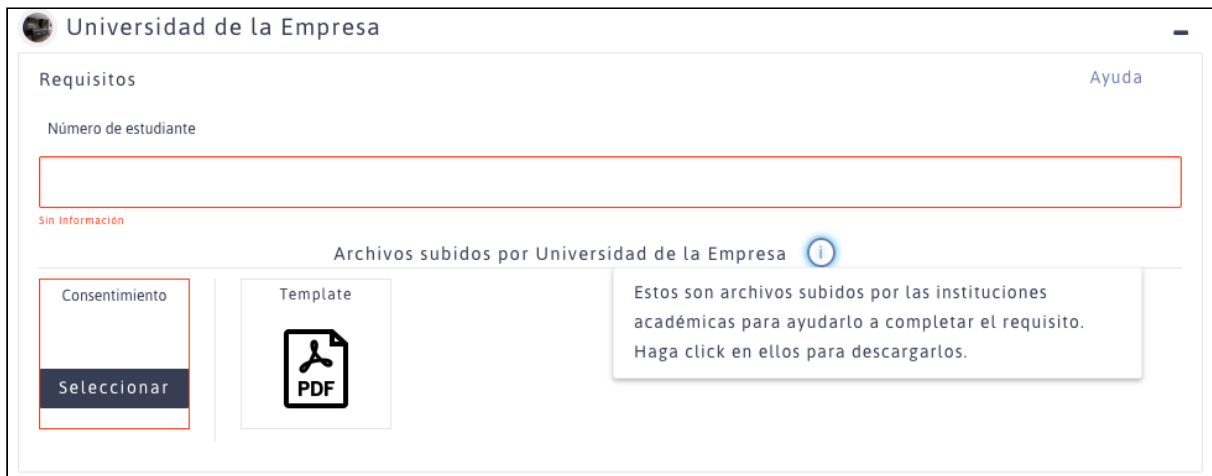 Universidad de la Empresa
Requisitos
Ayuda
Número de estudiante
Sin Información
Archivos subidos por Universidad de la Empresa
i
Consentimiento
Template
Estos son archivos subidos por las instituciones
académicas para ayudarlo a completar el requisito.
Haga click en ellos para descargarlos.
Seleccionar
PDF